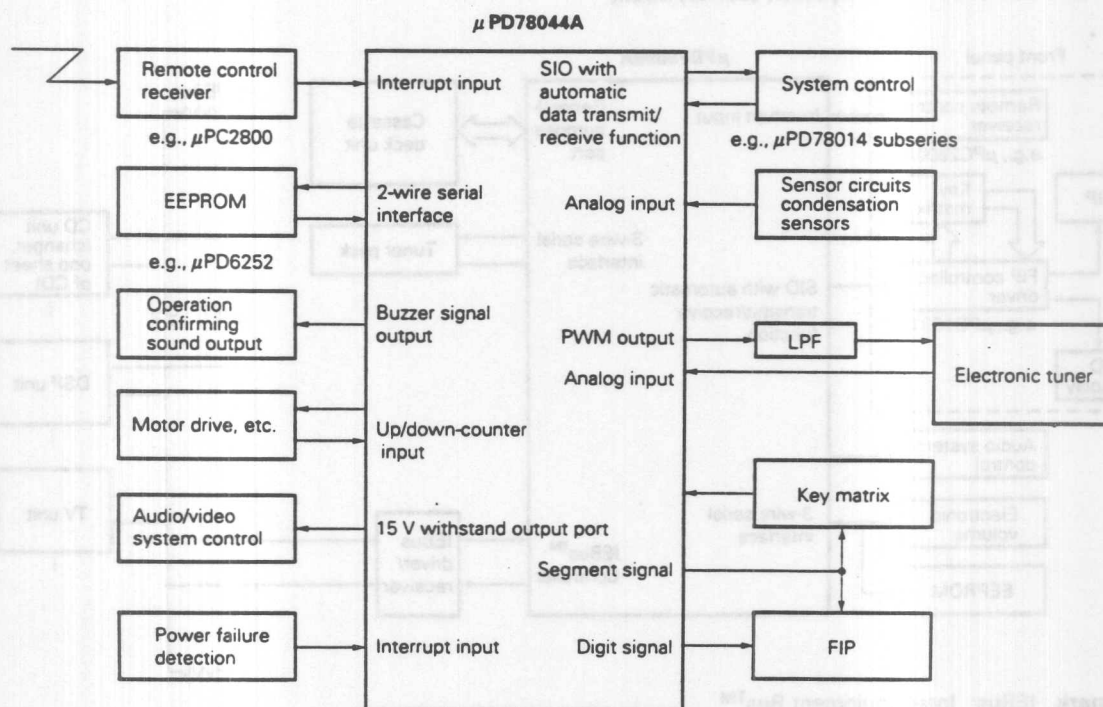 μPD78044A
Remote control
receiver
e.g., μPC2800
EEPROM
e.g., μPD6252
Operation
confirming
sound output
Motor drive, etc.
Audio/video
system control
Power failure
detection
Interrupt input
2-wire serial
interface
Buzzer signal
output
Up/down-counter
input
15 V withstand output port
Interrupt input
SIO with
automatic
data transmit/
receive function
Analog input
PWM output
Analog input
Segment signal
Digit signal
System control
e.g., μPD78014 subseries
Sensor circuits
condensation
sensors
LPF
Electronic tuner
Key matrix
FIP